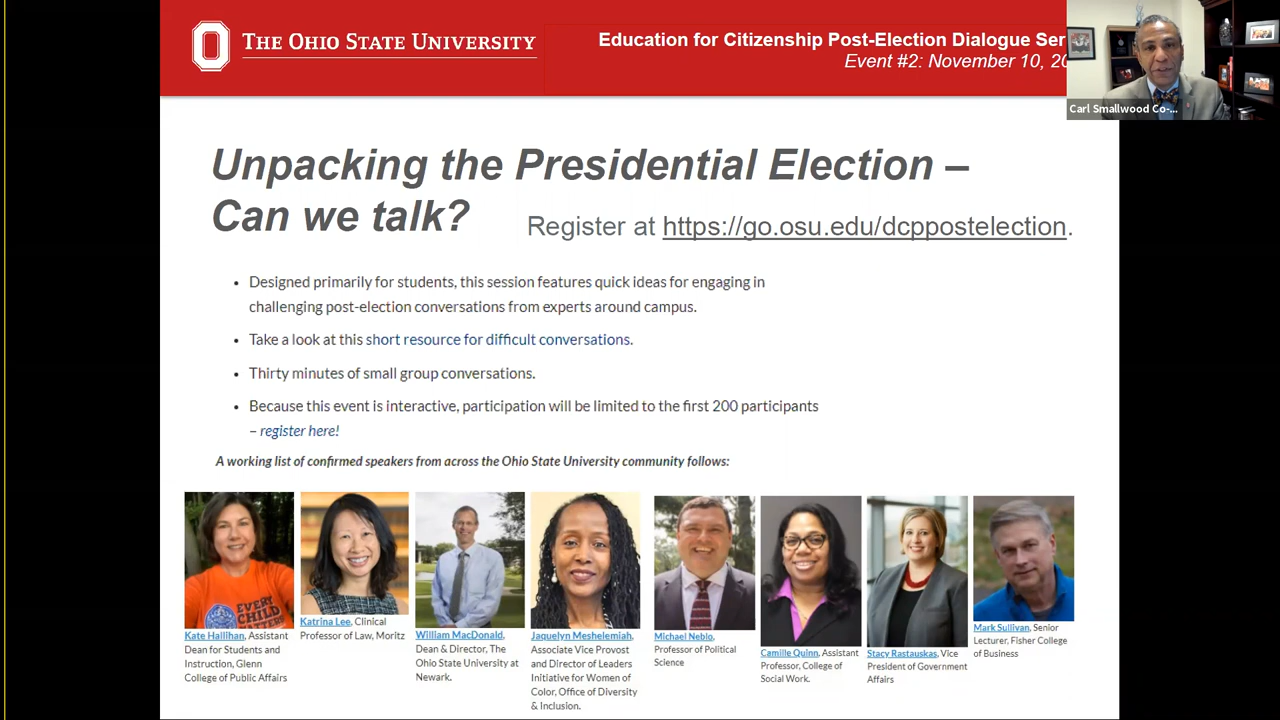 THE OHIO STATE UNIVERSITY
Education for Citizenship Post-Election Dialogue Ser
Event #2: November 10, 20
Carl Smallwood Co-...
Unpacking the Presidential Election –
Can we talk?
Register at https://go.osu.edu/dcppostelection.
• Designed primarily for students, this session features quick ideas for engaging in
challenging post-election conversations from experts around campus.
• Take a look at this short resource for difficult conversations.
• Thirty minutes of small group conversations.
• Because this event is interactive, participation will be limited to the first 200 participants
– register here!
A working list of confirmed speakers from across the Ohio State University community follows:
EVERY
CHILD
MATTERS
Kate Hallihan, Assistant
Dean for Students and
Instruction, Glenn
College of Public Affairs
Katrina Lee, Clinical
Professor of Law, Moritz
William MacDonald,
Dean & Director, The
Ohio State University at
Newark.
Jaquelyn Meshelemiah,
Associate Vice Provost
and Director of Leaders
Initiative for Women of
Color, Office of Diversity
& Inclusion.
Michael Neblo,
Professor of Political
Science
Camille Quinn, Assistant
Professor, College of
Social Work.
Stacy Rastauskas, Vice
President of Government
Affairs
Mark Sullivan, Senior
Lecturer, Fisher College
of Business